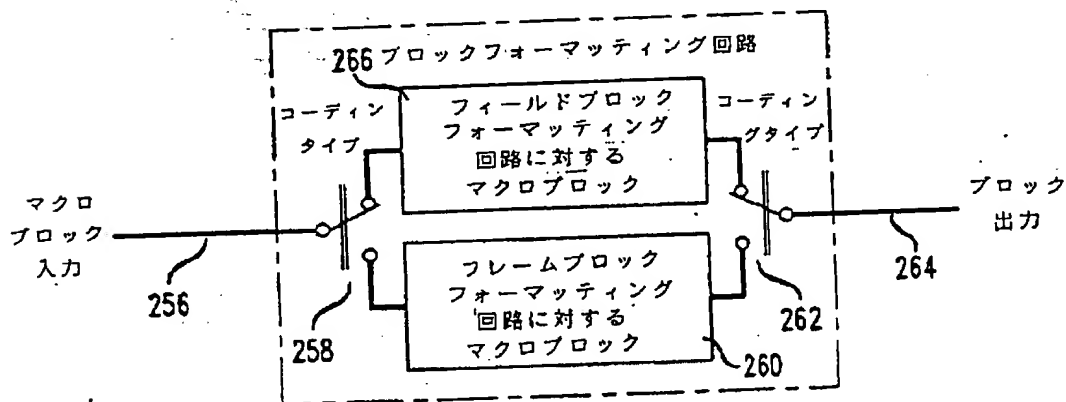 266 ブロックフォーマッティング回路
コーディン
タイプ
フィールドブロック
フォーマッティング
回路に対する
マクロブロック
コーディン
グタイプ
マクロ
ブロック
入力
256
258
フレームブロック
フォーマッティング
回路に対する
マクロブロック
260
262
264
ブロック
出力